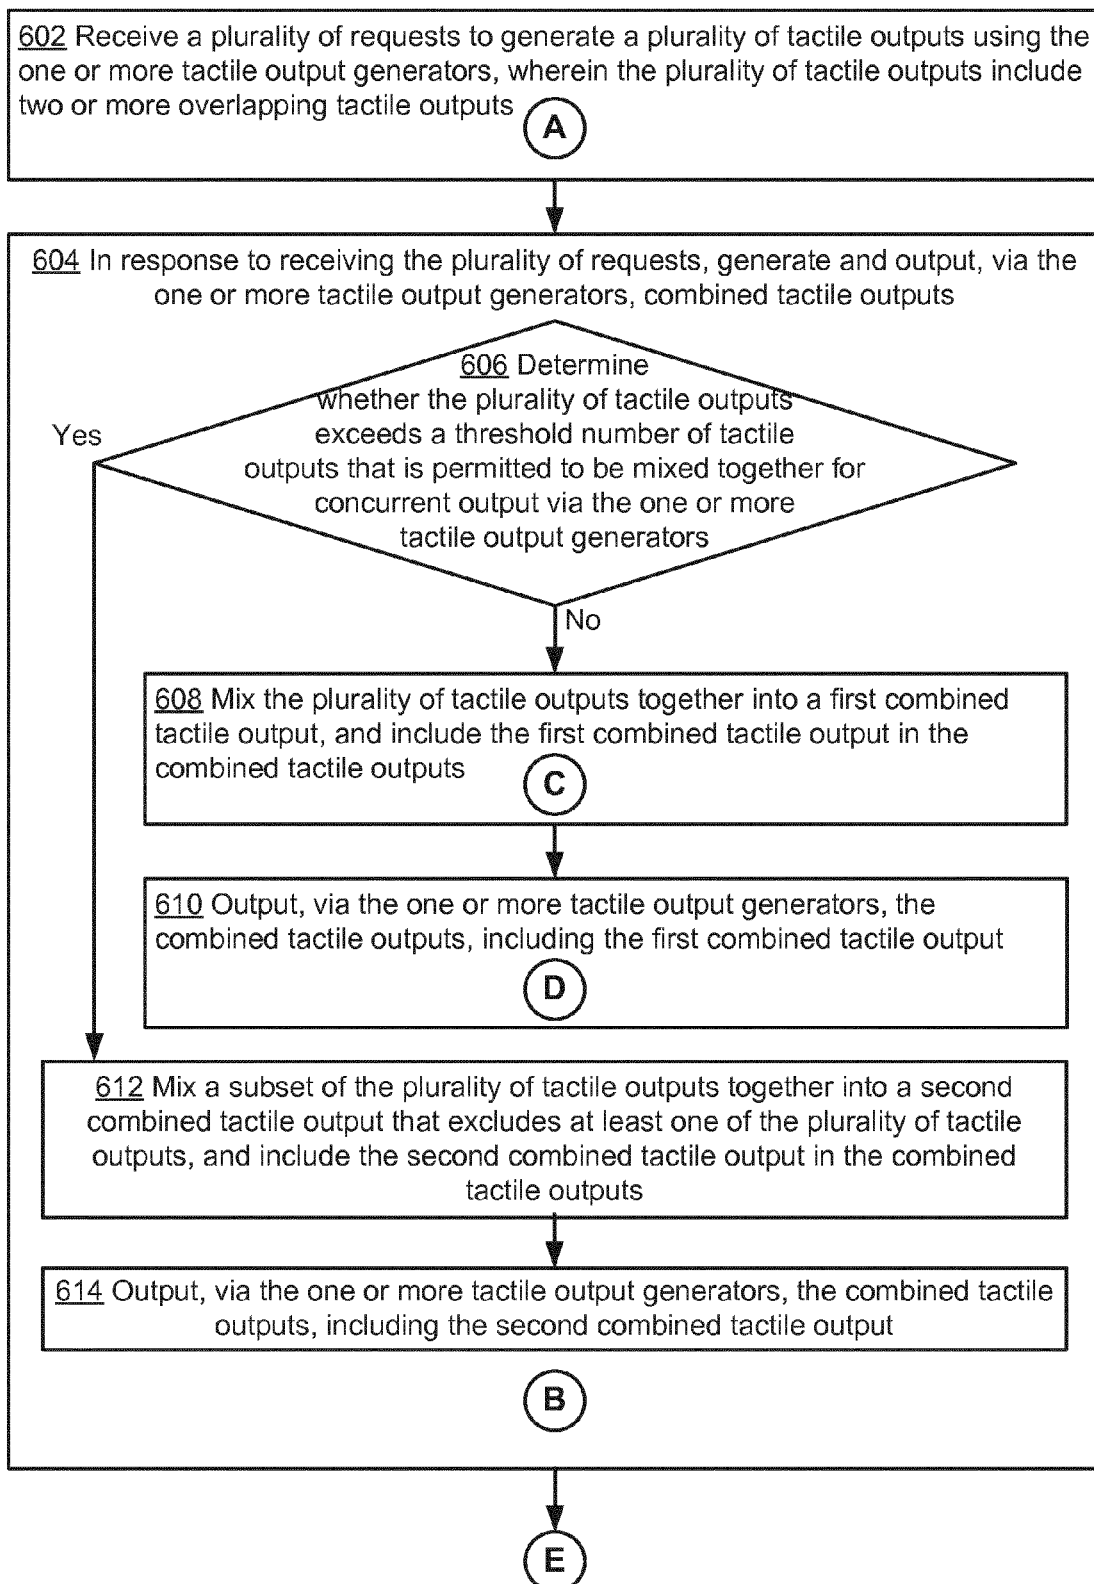 602 Receive a plurality of requests to generate a plurality of tactile outputs using the
one or more tactile output generators, wherein the plurality of tactile outputs include
two or more overlapping tactile outputs
A
604 In response to receiving the plurality of requests, generate and output, via the
one or more tactile output generators, combined tactile outputs
606 Determine
whether the plurality of tactile outputs
exceeds a threshold number of tactile
outputs that is permitted to be mixed together for
concurrent output via the one or more
tactile output generators
Yes
No
608 Mix the plurality of tactile outputs together into a first combined
tactile output, and include the first combined tactile output in the
combined tactile outputs
C
610 Output, via the one or more tactile output generators, the
combined tactile outputs, including the first combined tactile output
D
612 Mix a subset of the plurality of tactile outputs together into a second
combined tactile output that excludes at least one of the plurality of tactile
outputs, and include the second combined tactile output in the combined
tactile outputs
614 Output, via the one or more tactile output generators, the combined tactile
outputs, including the second combined tactile output
B
E